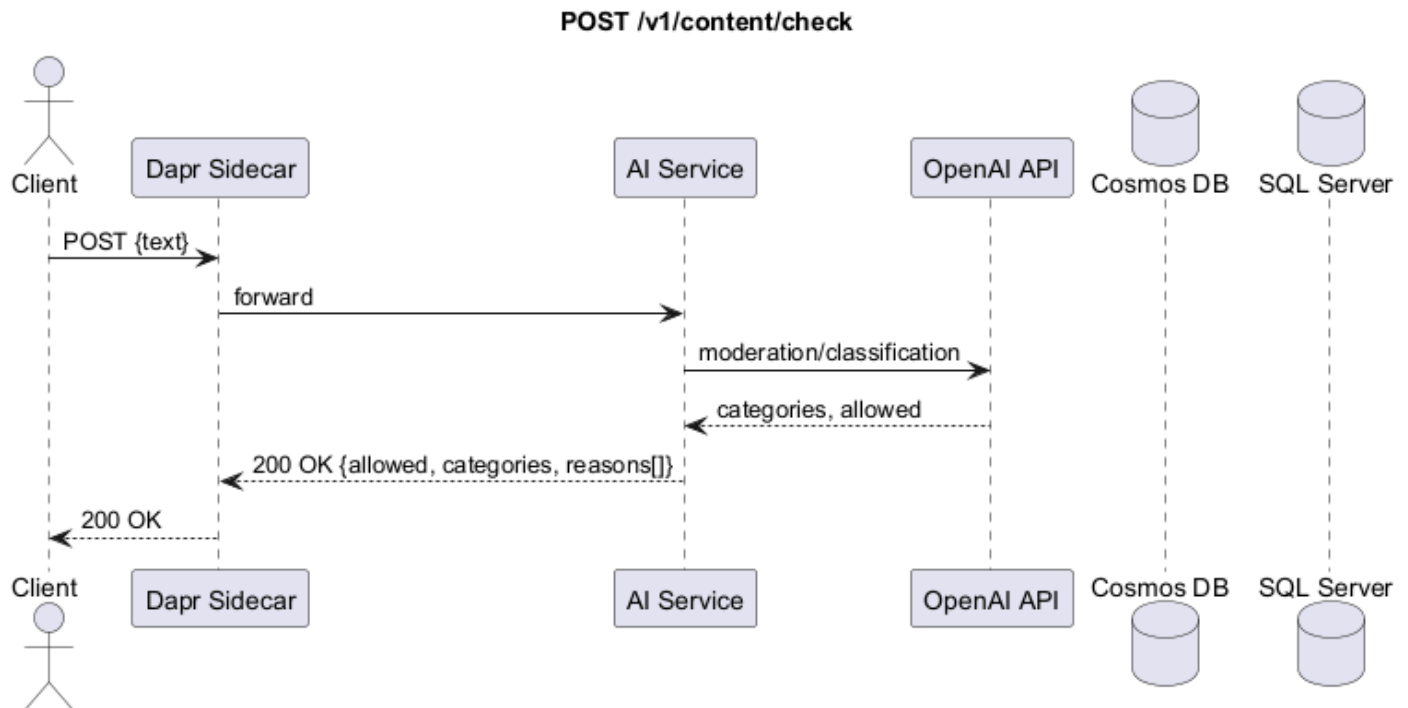 POST /v1/content/check
Client
Dapr Sidecar
AI Service
OpenAI API
Cosmos DB
SQL Server
POST {text}
forward
moderation/classification
categories, allowed
200 OK {allowed, categories, reasons[]}
200 OK
Client
Dapr Sidecar
AI Service
OpenAI API
Cosmos DB
SQL Server